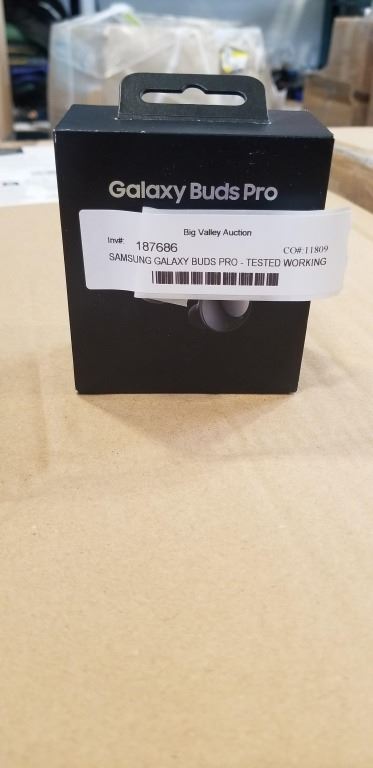 Galaxy Buds Pro
Big Valley Auction
Inv#: 187686 CO#:11809
SAMSUNG GALAXY BUDS PRO - TESTED WORKING